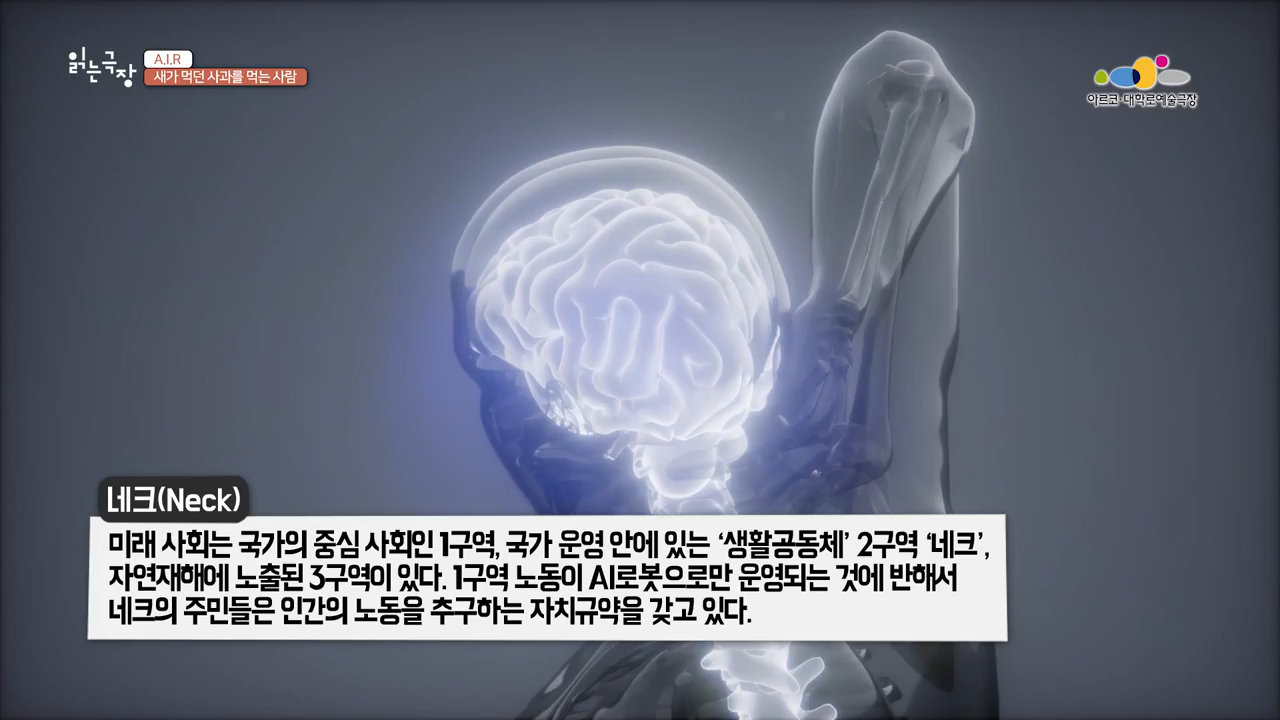 읽는극장
A.I.R
새가 먹던 사과를 먹는 사람
아르코·대학로예술극장
네크(Neck)
미래 사회는 국가의 중심 사회인 1구역, 국가 운영 안에 있는 ‘생활공동체’ 2구역 ‘네크’,
자연재해에 노출된 3구역이 있다. 1구역 노동이 AI로봇으로만 운영되는 것에 반해서
네크의 주민들은 인간의 노동을 추구하는 자치규약을 갖고 있다.